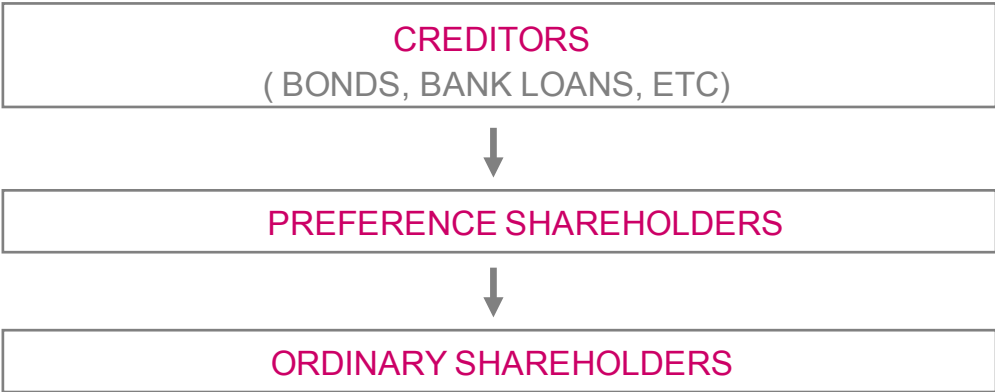 CREDITORS
( BONDS, BANK LOANS, ETC)
PREFERENCE SHAREHOLDERS
ORDINARY SHAREHOLDERS